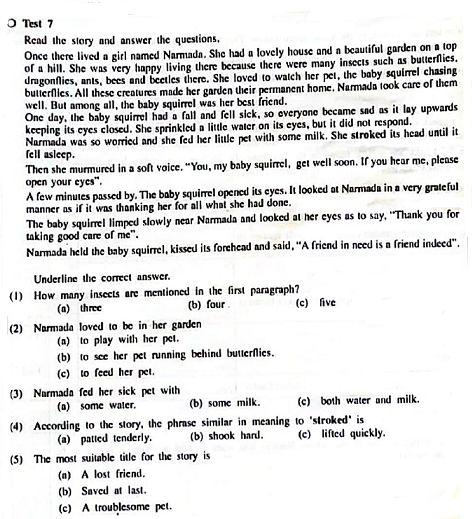 Test 7
Read the story and answer the questions.
Once there lived a girl named Narmada. She had a lovely house and a beautiful garden on a top
of a hill. She was very happy living there because there were many insects such as butterflies,
dragonflies, ants, bees and beetles there. She loved to watch her pet, the baby squirrel chasing
butterflies. All these creatures made her garden their permanent home. Narmada took care of them
well. But among all, the baby squirrel was her best friend.
One day, the baby squirrel had a fall and fell sick, so everyone became sad as it lay upwards
keeping its eyes closed. She sprinkled a little water on its eyes, but it did not respond.
Narmada was so worried and she fed her little pet with some milk. She stroked its head until it
fell asleep.
Then she murmured in a soft voice. "You, my baby squirrel, get well soon. If you hear me, please
open your eyes".
A few minutes passed by. The baby squirrel opened its eyes. It looked at Narmada in a very grateful
manner as if it was thanking her for all what she had done.
The baby squirrel limped slowly near Narmada and looked at her eyes as to say, "Thank you for
taking good care of me".
Narmada held the baby squirrel, kissed its forehead and said, "A friend in need is a friend indeed".
Underline the correct answer.
(1) How many insects are mentioned in the first paragraph?
(a) three (b) four (c) five
(2) Narmada loved to be in her garden
(a) to play with her pet.
(b) to see her pet running behind butterflies.
(c) to feed her pet.
(3) Narmada fed her sick pet with
(a) some water. (b) some milk. (c) both water and milk.
(4) According to the story, the phrase similar in meaning to 'stroked' is
(a) patted tenderly. (b) shook hard. (c) lifted quickly.
(5) The most suitable title for the story is
(a) A lost friend.
(b) Saved at last.
(c) A troublesome pet.